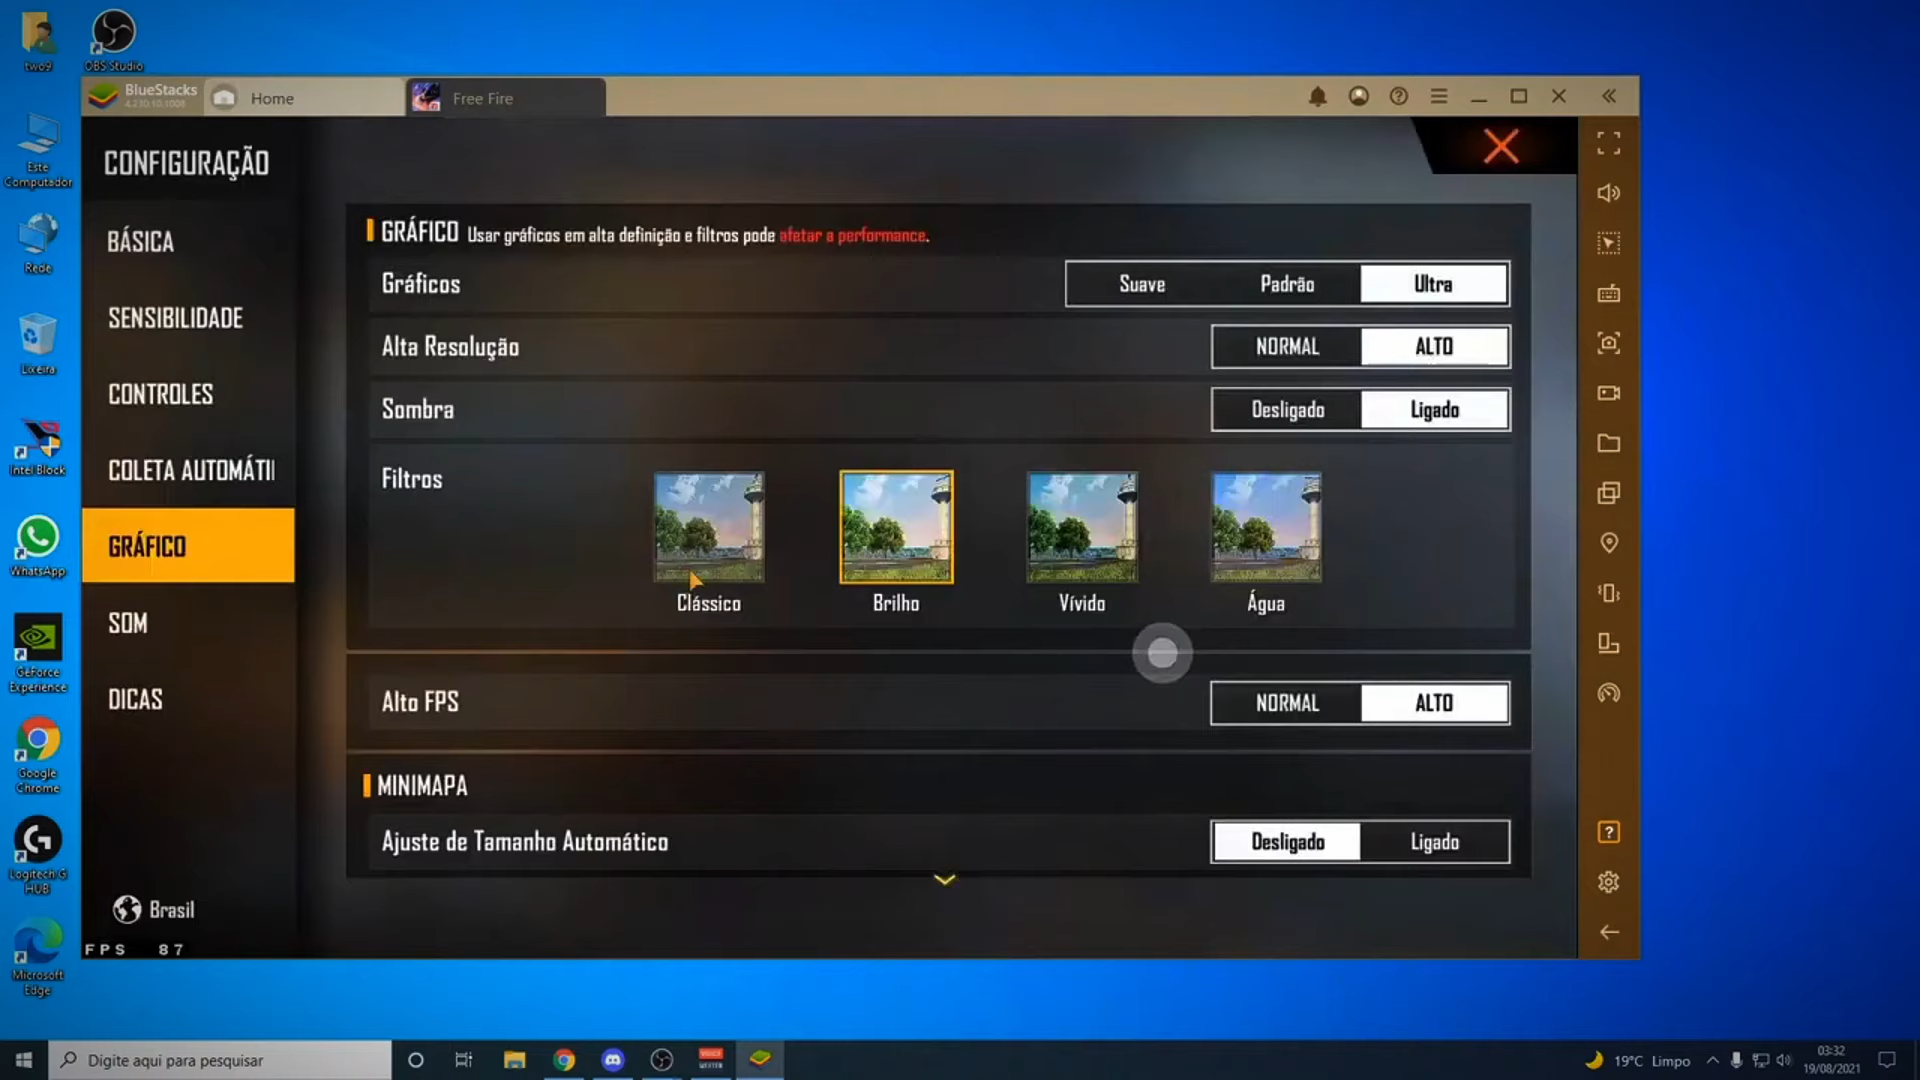 two9
OBS Studio
Este
Computador
Rede
Lixeira
Intel Block
WhatsApp
GeForce
Experience
Google
Chrome
Logitech G
HUB
Microsoft
Edge
BlueStacks
4.230.10.1008
Home
Free Fire
CONFIGURAÇÃO
BÁSICA
SENSIBILIDADE
CONTROLES
COLETA AUTOMÁTI
GRÁFICO
SOM
DICAS
Brasil
FPS 87
GRÁFICO Usar gráficos em alta definição e filtros pode afetar a performance.
Gráficos Suave Padrão Ultra
Alta Resolução NORMAL ALTO
Sombra Desligado Ligado
Filtros
Clássico Brilho Vívido Água
Alto FPS NORMAL ALTO
MINIMAPA
Ajuste de Tamanho Automático Desligado Ligado
Digite aqui para pesquisar
19°C Limpo
03:32
19/08/2021